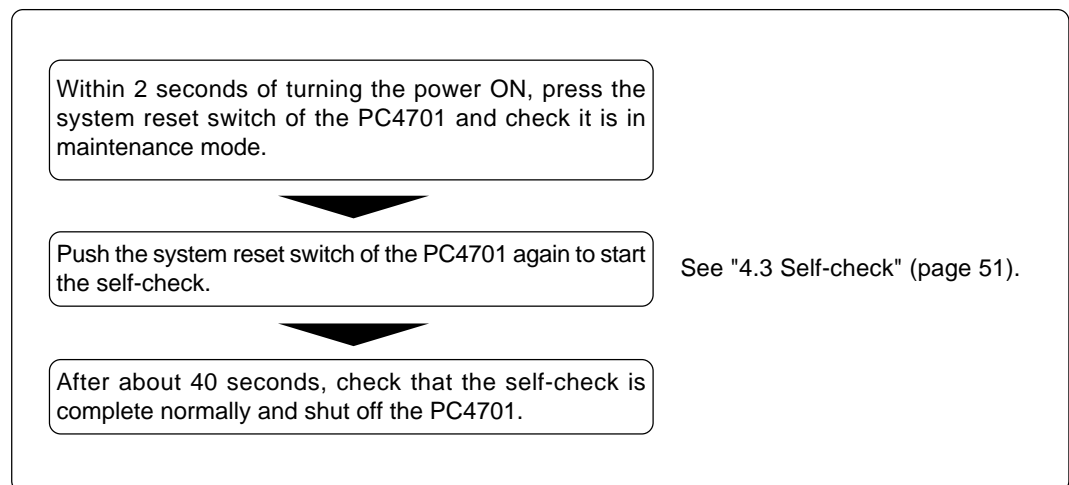 Within 2 seconds of turning the power ON, press the
system reset switch of the PC4701 and check it is in
maintenance mode.
Push the system reset switch of the PC4701 again to start
the self-check.
See "4.3 Self-check" (page 51).
After about 40 seconds, check that the self-check is
complete normally and shut off the PC4701.